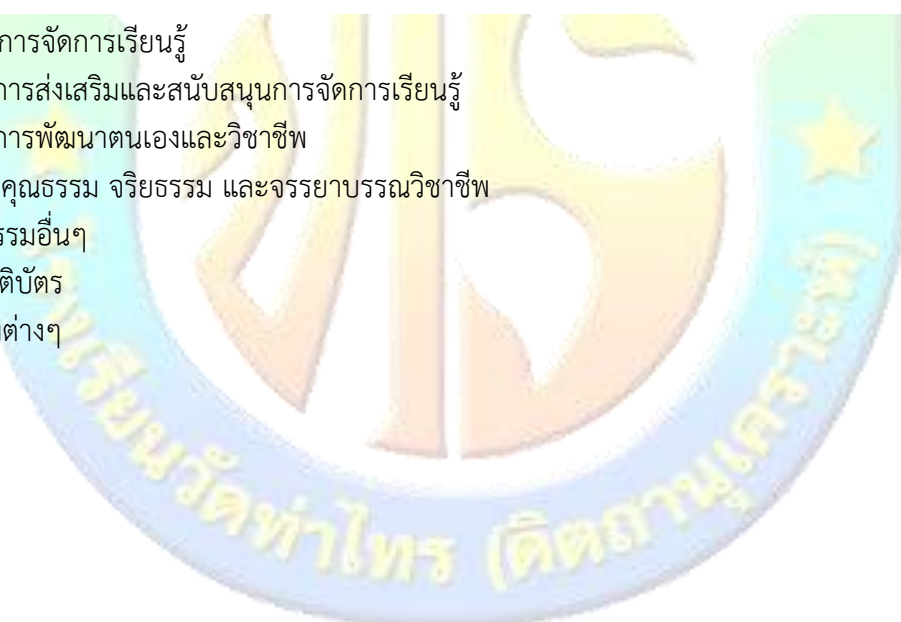 การจัดการเรียนรู้
การส่งเสริมและสนับสนุนการจัดการเรียนรู้
การพัฒนาตนเองและวิชาชีพ
คุณธรรม จริยธรรม และจรรยาบรรณวิชาชีพ
รรมอื่นๆ
ติบัตร
ต่างๆ
เรียนวัดท่าไทร (ดิตถานุเคราะห์)